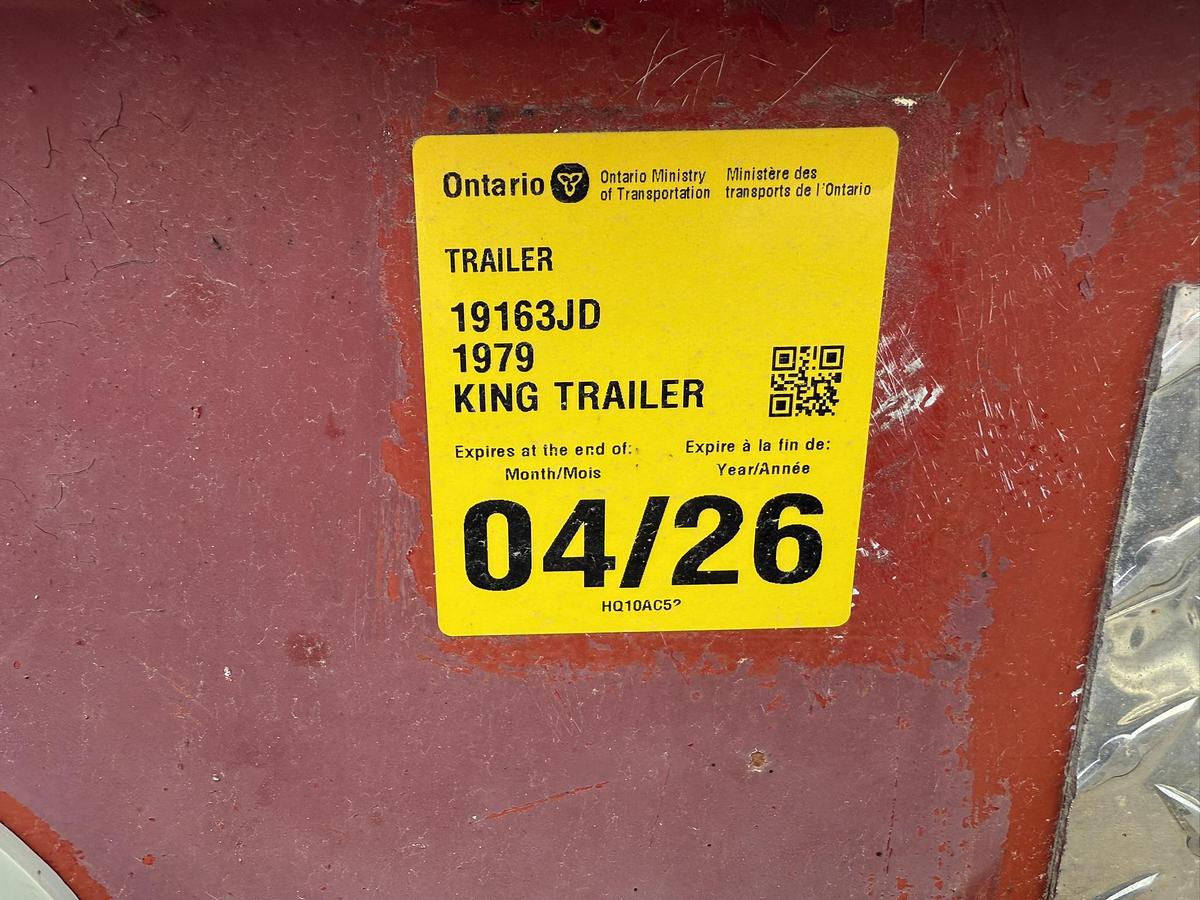 Ontario
Ontario Ministry
of Transportation
Ministère des
transports de l'Ontario
TRAILER
19163JD
1979
KING TRAILER
Expires at the end of:
Month/Mois
Expire à la fin de:
Year/Année
04/26